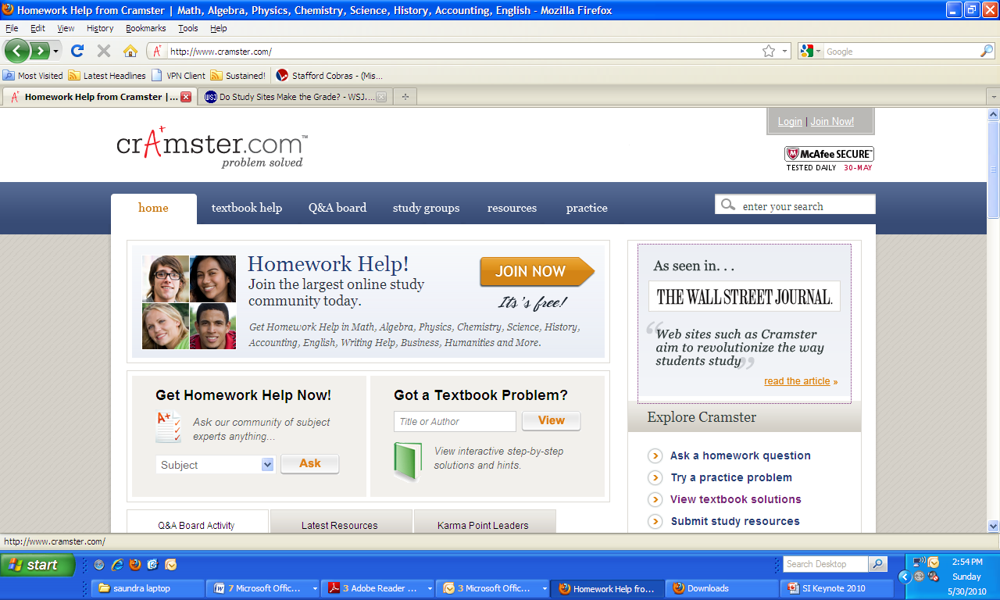 Homework Help from Cramster | Math, Algebra, Physics, Chemistry, Science, History, Accounting, English - Mozilla Firefox
File Edit View History Bookmarks Tools Help
http://www.cramster.com/
Google
Most Visited Latest Headlines VPN Client Sustained! Stafford Cobras - (Mis...
Homework Help from Cramster |... WSJ Do Study Sites Make the Grade? - WSJ....
Login | Join Now!
crAmster.com™
problem solved
McAfee SECURE™
TESTED DAILY 30-MAY
home textbook help Q&A board study groups resources practice
enter your search
Homework Help!
Join the largest online study
community today.
JOIN NOW
It's free!
Get Homework Help in Math, Algebra, Physics, Chemistry, Science, History,
Accounting, English, Writing Help, Business, Humanities and More.
As seen in. . .
THE WALL STREET JOURNAL.
“Web sites such as Cramster
aim to revolutionize the way
students study”
read the article »
Get Homework Help Now!
A+
Ask our community of subject
experts anything...
Subject
Ask
Got a Textbook Problem?
Title or Author
View
View interactive step-by-step
solutions and hints.
Explore Cramster
Ask a homework question
Try a practice problem
View textbook solutions
Submit study resources
Q&A Board Activity Latest Resources Karma Point Leaders
http://www.cramster.com/
start
Search Desktop
2:54 PM
Sunday
5/30/2010
saundra laptop 7 Microsoft Offic... 3 Adobe Reader ... 3 Microsoft Offic... Homework Help fro... Downloads SI Keynote 2010